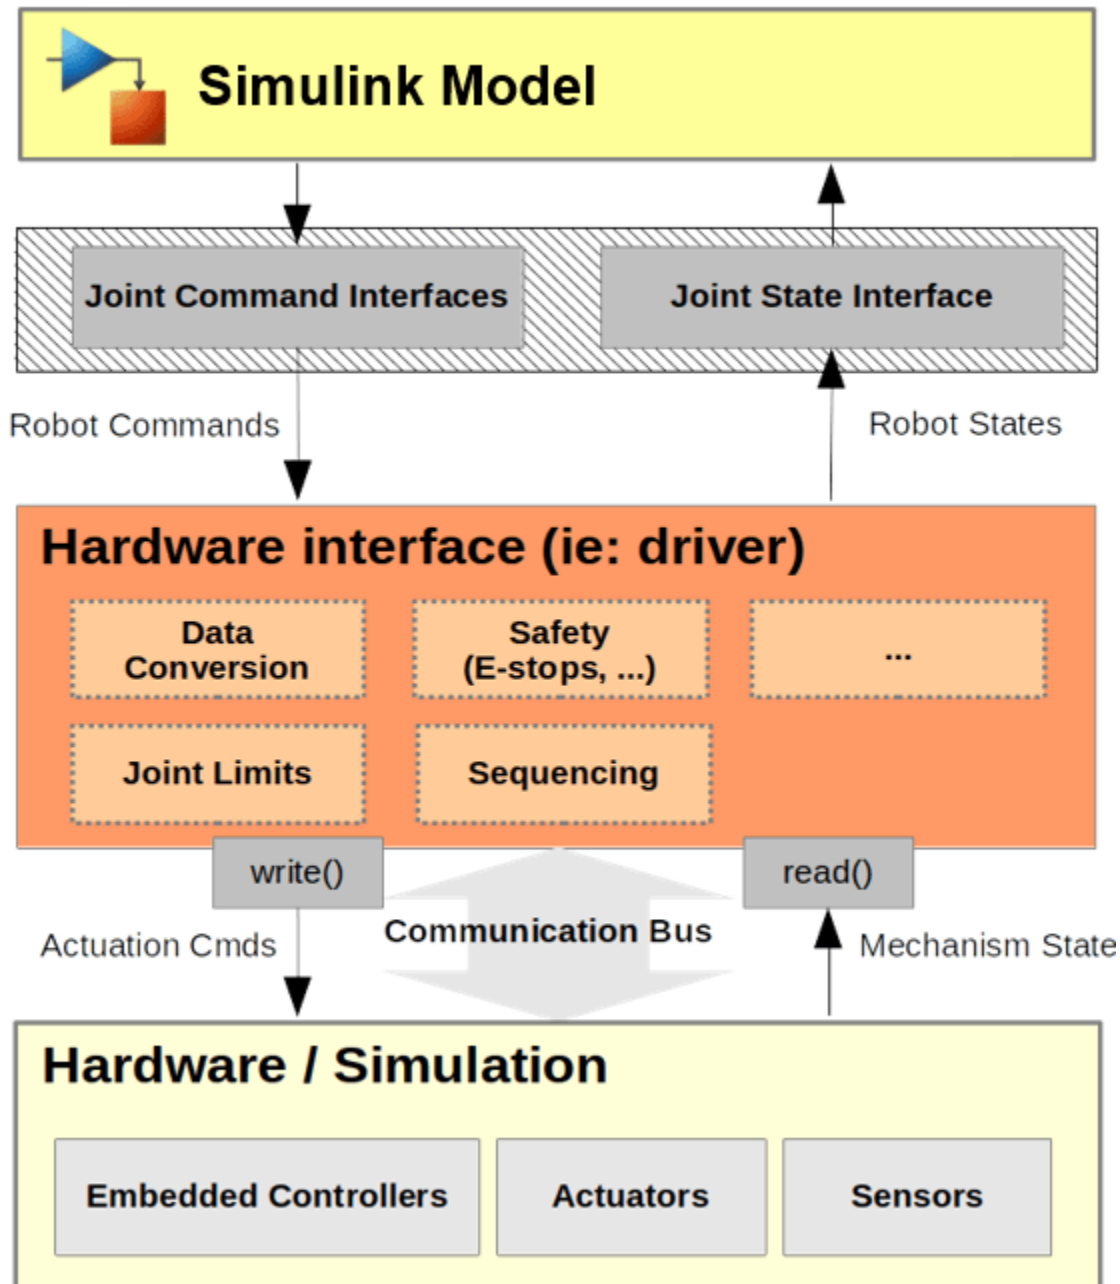 Simulink Model
Joint Command Interfaces
Joint State Interface
Robot Commands
Robot States
Hardware interface (ie: driver)
Data
Conversion
Safety
(E-stops, ...)
...
Joint Limits
Sequencing
write()
read()
Actuation Cmds
Communication Bus
Mechanism State
Hardware / Simulation
Embedded Controllers
Actuators
Sensors